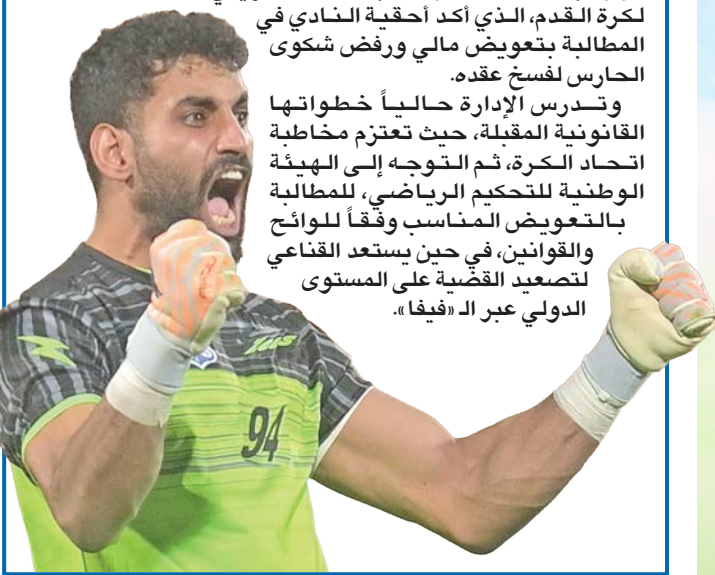 لكرة القدم، الذي أكد أحقية النادي في
المطالبة بتعويض مالي ورفض شكوى
الحارس لفسخ عقده.
وتدرس الإدارة حالياً خطواتها
القانونية المقبلة، حيث تعتزم مخاطبة
اتحاد الكرة، ثم التوجه إلى الهيئة
الوطنية للتحكيم الرياضي، للمطالبة
بالتعويض المناسب وفقاً للوائح
والقوانين، في حين يستعد القناعي
لتصعيد القضية على المستوى
الدولي عبر الـ «فيفا».
Zeus
94